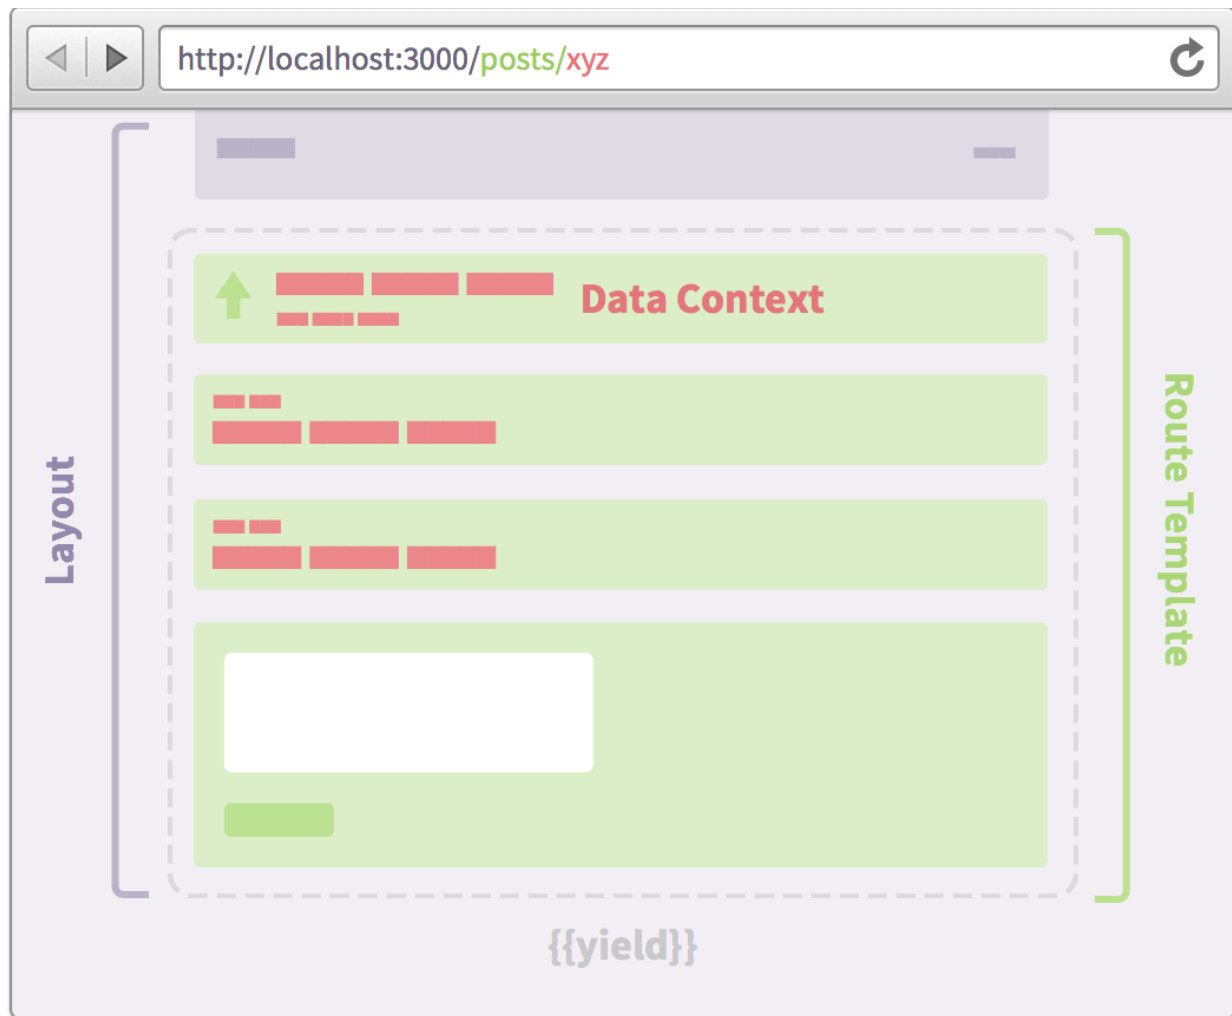 http://localhost:3000/posts/xyz
Data Context
Layout
Route Template
{{yield}}